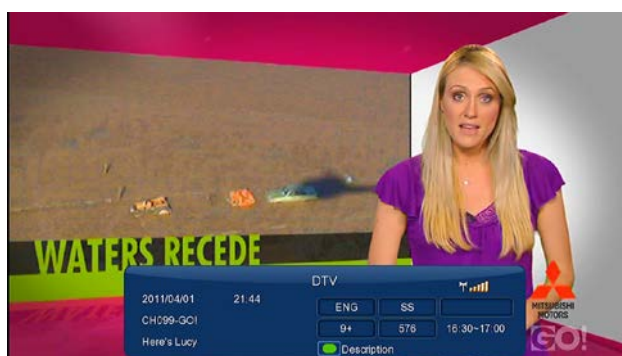 WATERS RECEDE
DTV
2011/04/01 21:44
ENG SS
CH099-GO!
9+ 576 16:30~17:00
Here's Lucy
Description
MITSUBISHI
MOTORS
GO!